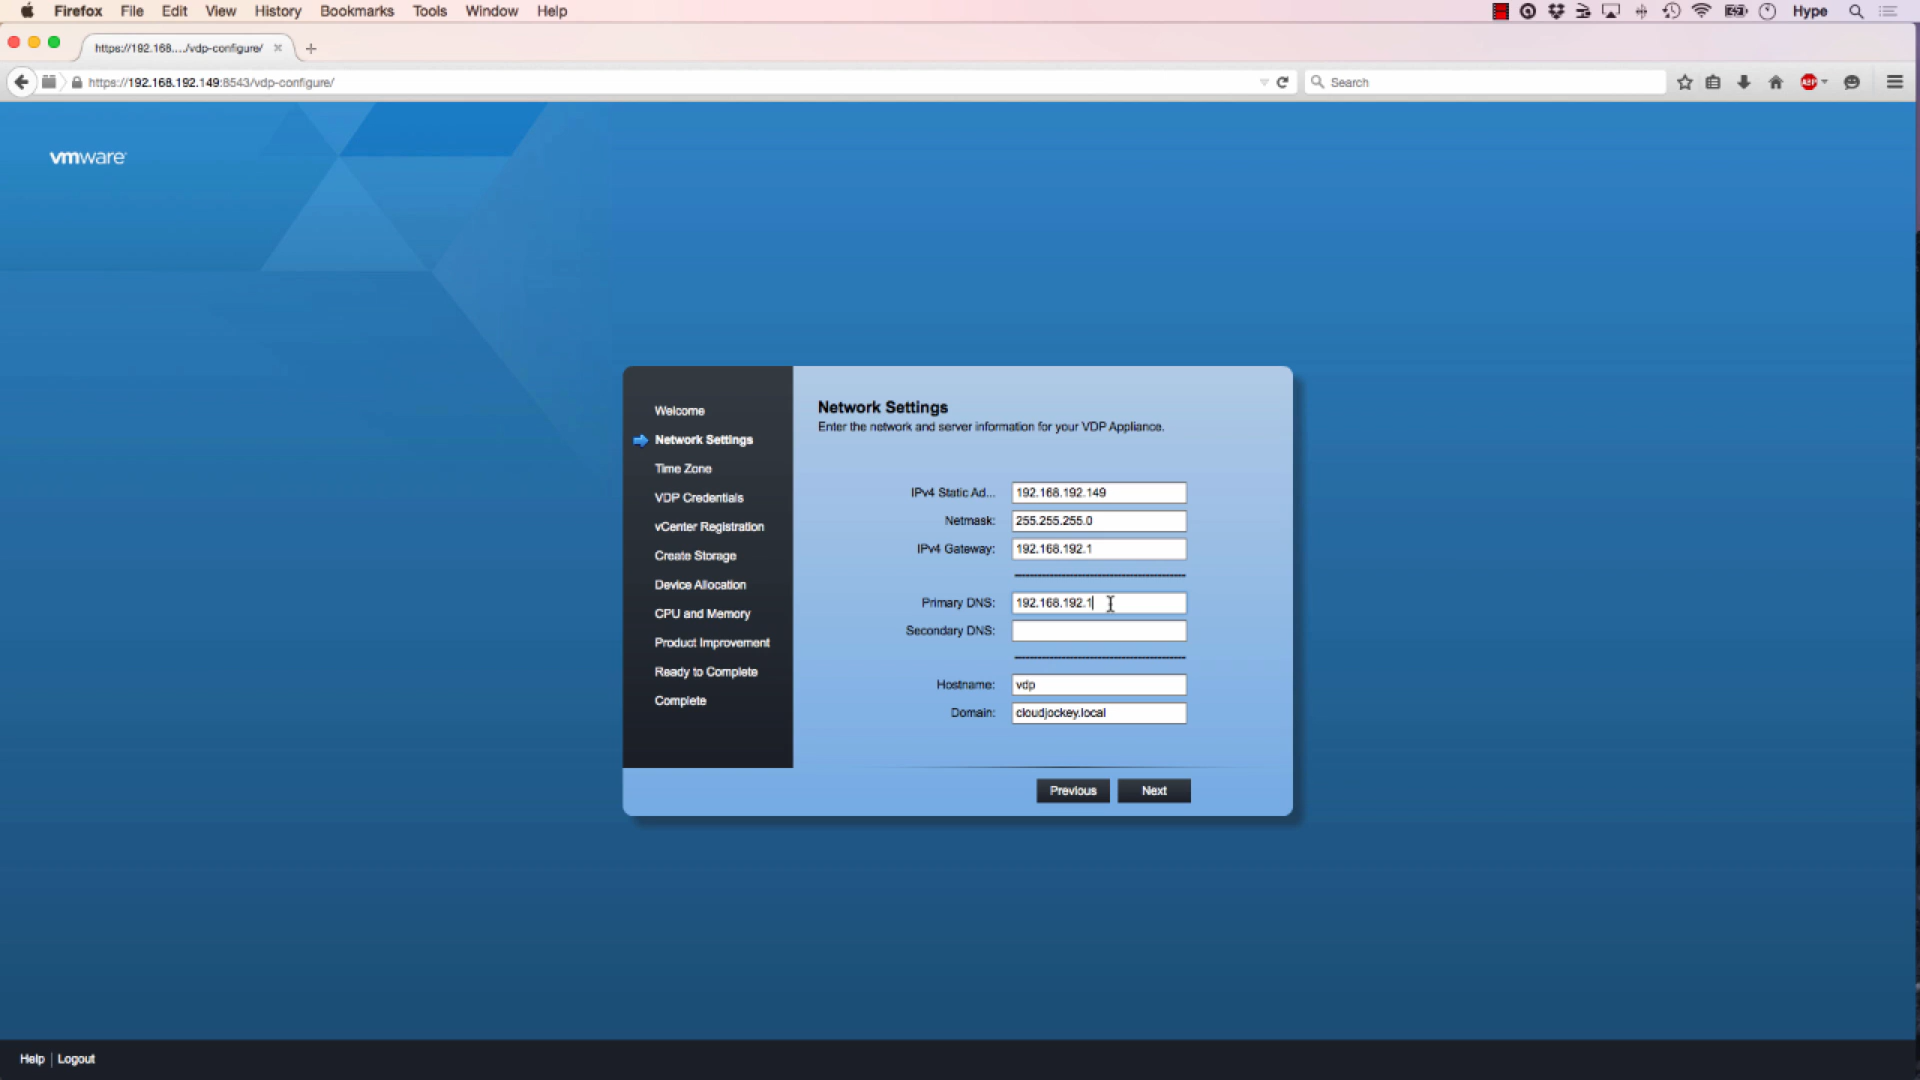 Firefox File Edit View History Bookmarks Tools Window Help Hype
https://192.168..../vdp-configure/
https://192.168.192.149:8543/vdp-configure/ Search ABP
vmware
Welcome
Network Settings
Time Zone
VDP Credentials
vCenter Registration
Create Storage
Device Allocation
CPU and Memory
Product Improvement
Ready to Complete
Complete
Network Settings
Enter the network and server information for your VDP Appliance.
IPv4 Static Ad... 192.168.192.149
Netmask: 255.255.255.0
IPv4 Gateway: 192.168.192.1
Primary DNS: 192.168.192.1
Secondary DNS:
Hostname: vdp
Domain: cloudjockey.local
Previous Next
Help Logout